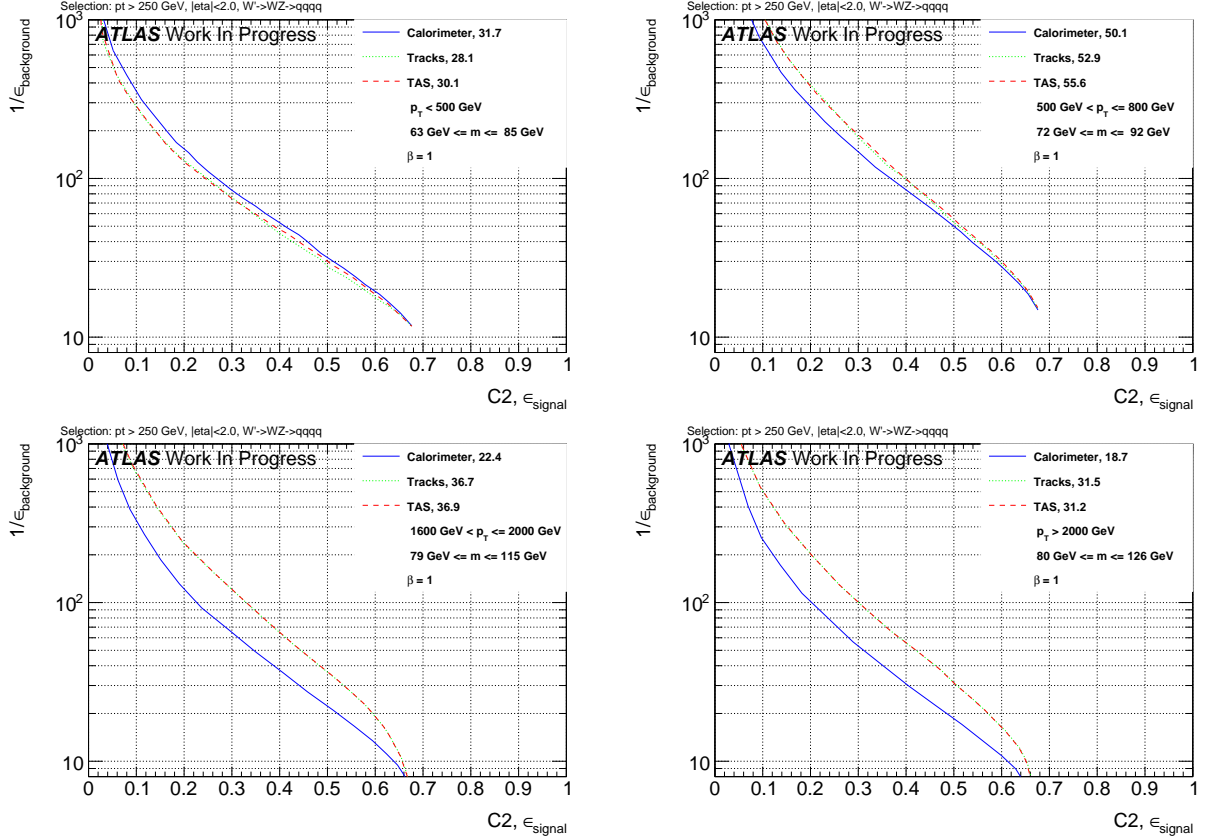 Selection: pt > 250 GeV, |eta|<2.0, W'->WZ->qqqq
ATLAS Work In Progress
Calorimeter, 31.7
Tracks, 28.1
TAS, 30.1
p_T < 500 GeV
63 GeV <= m <= 85 GeV
β = 1
1/ϵ_background
10^3
10^2
10
0 0.1 0.2 0.3 0.4 0.5 0.6 0.7 0.8 0.9 1
C2, ϵ_signal
Selection: pt > 250 GeV, |eta|<2.0, W'->WZ->qqqq
ATLAS Work In Progress
Calorimeter, 50.1
Tracks, 52.9
TAS, 55.6
500 GeV < p_T <= 800 GeV
72 GeV <= m <= 92 GeV
β = 1
1/ϵ_background
10^3
10^2
10
0 0.1 0.2 0.3 0.4 0.5 0.6 0.7 0.8 0.9 1
C2, ϵ_signal
Selection: pt > 250 GeV, |eta|<2.0, W'->WZ->qqqq
ATLAS Work In Progress
Calorimeter, 22.4
Tracks, 36.7
TAS, 36.9
1600 GeV < p_T <= 2000 GeV
79 GeV <= m <= 115 GeV
β = 1
1/ϵ_background
10^3
10^2
10
0 0.1 0.2 0.3 0.4 0.5 0.6 0.7 0.8 0.9 1
C2, ϵ_signal
Selection: pt > 250 GeV, |eta|<2.0, W'->WZ->qqqq
ATLAS Work In Progress
Calorimeter, 18.7
Tracks, 31.5
TAS, 31.2
p_T > 2000 GeV
80 GeV <= m <= 126 GeV
β = 1
1/ϵ_background
10^3
10^2
10
0 0.1 0.2 0.3 0.4 0.5 0.6 0.7 0.8 0.9 1
C2, ϵ_signal